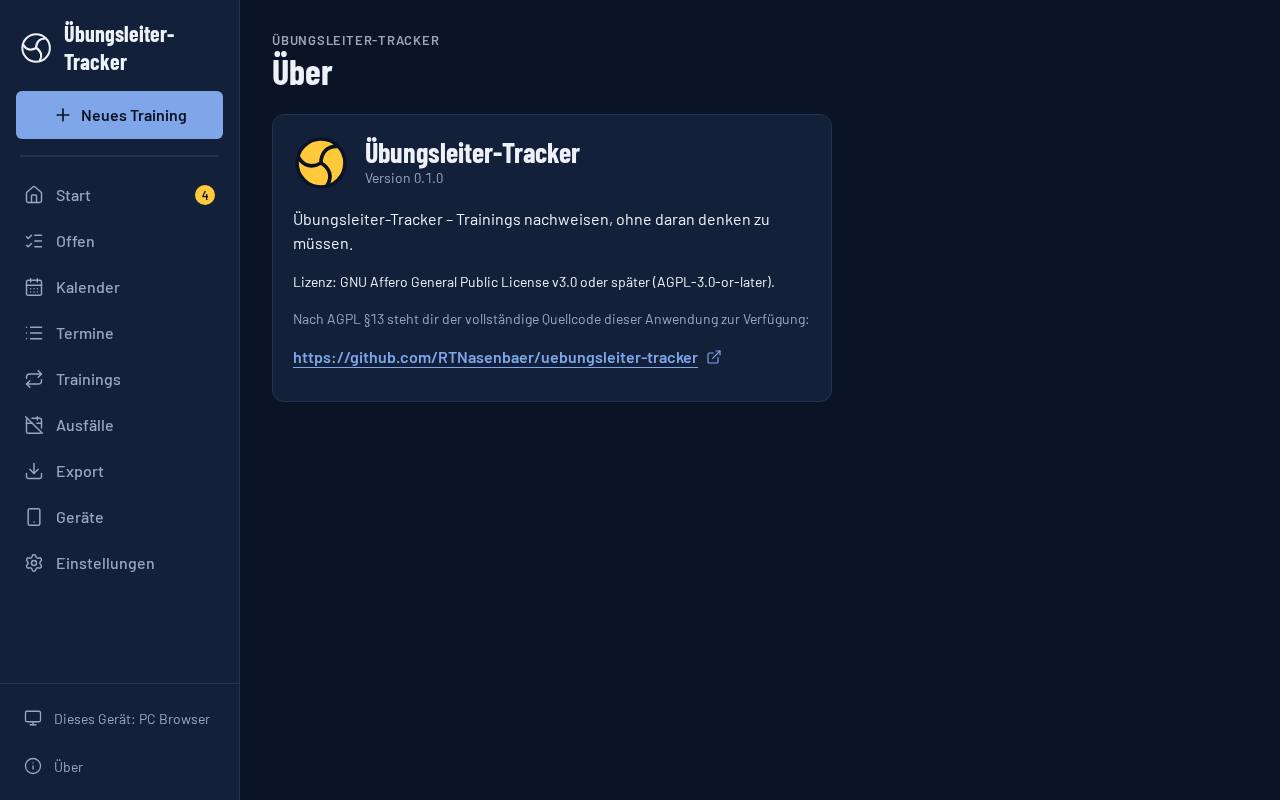 Übungsleiter-
Tracker
Neues Training
Start
4
Offen
Kalender
Termine
Trainings
Ausfälle
Export
Geräte
Einstellungen
Dieses Gerät: PC Browser
Über
ÜBUNGSLEITER-TRACKER
Über
Übungsleiter-Tracker
Version 0.1.0
Übungsleiter-Tracker – Trainings nachweisen, ohne daran denken zu
müssen.
Lizenz: GNU Affero General Public License v3.0 oder später (AGPL-3.0-or-later).
Nach AGPL §13 steht dir der vollständige Quellcode dieser Anwendung zur Verfügung:
https://github.com/RTNasenbaer/uebungsleiter-tracker